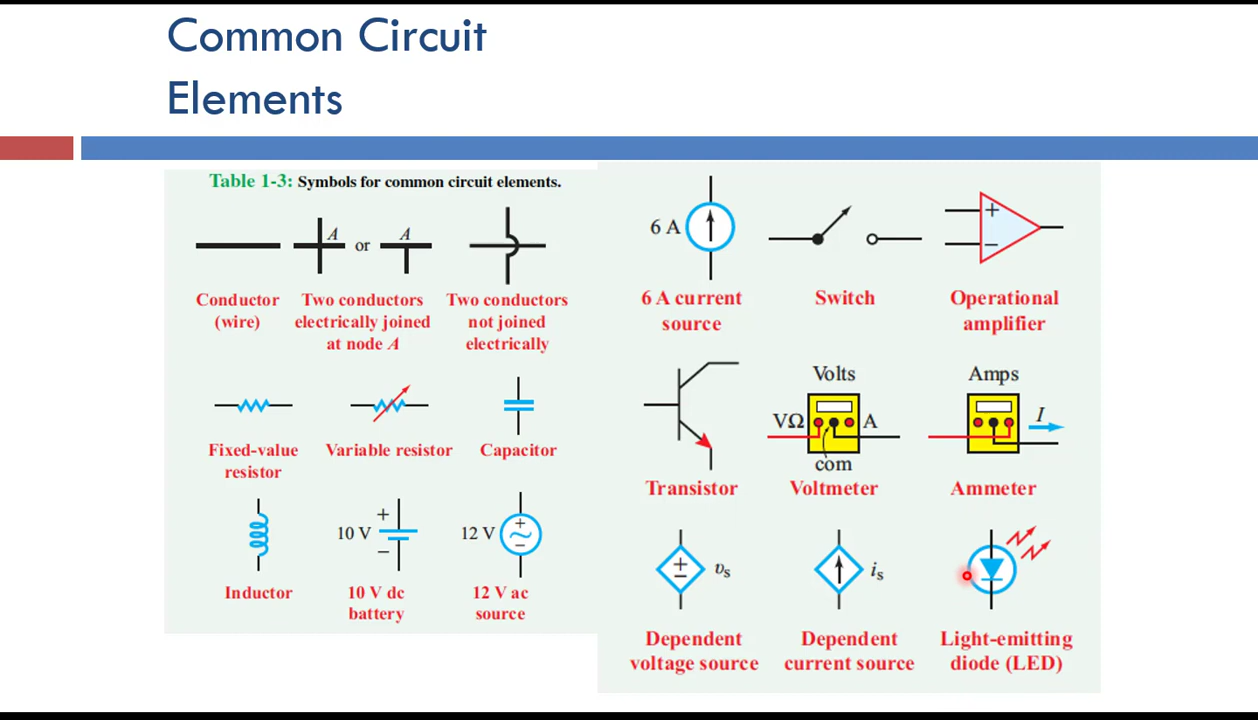 Common Circuit
Elements
Table 1-3: Symbols for common circuit elements.
A
or
A
Conductor
(wire)
Two conductors
electrically joined
at node A
Two conductors
not joined
electrically
Fixed-value
resistor
Variable resistor
Capacitor
+
10 V
−
12 V
+
~
−
Inductor
10 V dc
battery
12 V ac
source
6 A
6 A current
source
Switch
+
−
Operational
amplifier
Transistor
Volts
VΩ
A
com
Voltmeter
Amps
I
Ammeter
+
−
υs
Dependent
voltage source
is
Dependent
current source
Light-emitting
diode (LED)